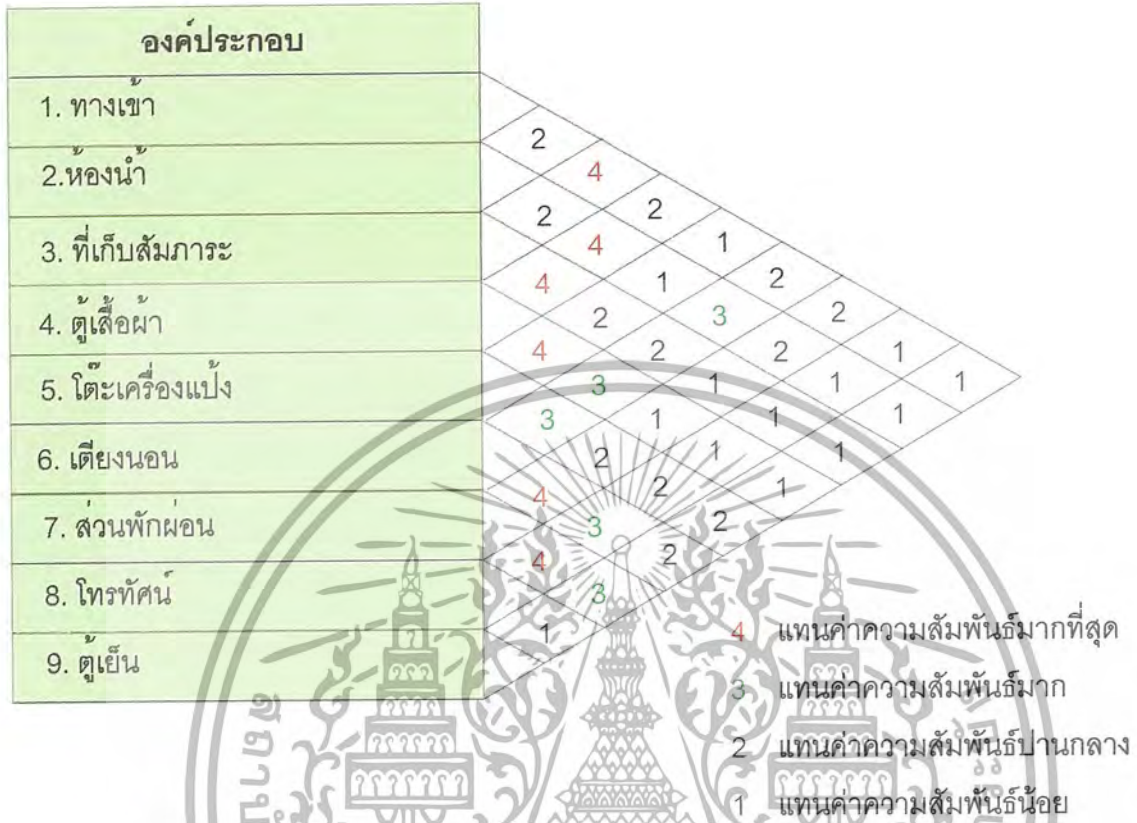 องค์ประกอบ
1. ทางเข้า
2.ห้องน้ำ
3. ที่เก็บสัมภาระ
4. ตู้เสื้อผ้า
5. โต๊ะเครื่องแป้ง
6. เตียงนอน
7. ส่วนพักผ่อน
8. โทรทัศน์
9. ตู้เย็น
2
4
2 2
4 1
4 1 2
2 3 2
4 2 2 1
3 1 1 1
3 1 1 1
2 1 1
4 2 1
3 2
4 2
3
1
4 แทนค่าความสัมพันธ์มากที่สุด
3 แทนค่าความสัมพันธ์มาก
2 แทนค่าความสัมพันธ์ปานกลาง
1 แทนค่าความสัมพันธ์น้อย